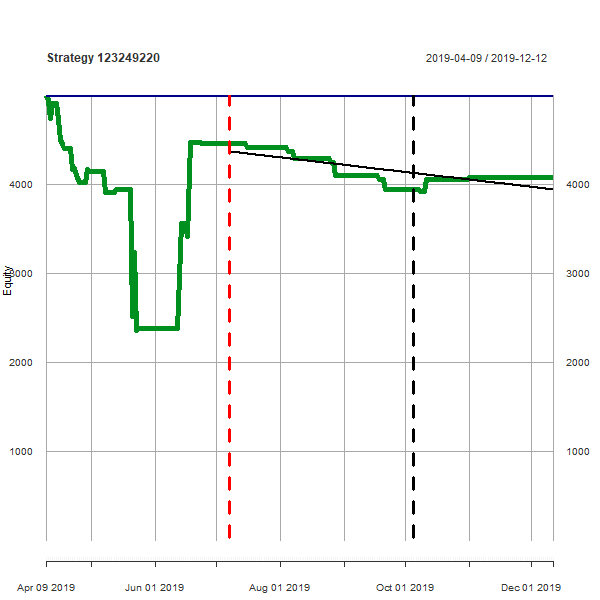 Strategy 123249220
2019-04-09 / 2019-12-12
Equity
4000
4000
3000
3000
2000
2000
1000
1000
Apr 09 2019
Jun 01 2019
Aug 01 2019
Oct 01 2019
Dec 01 2019